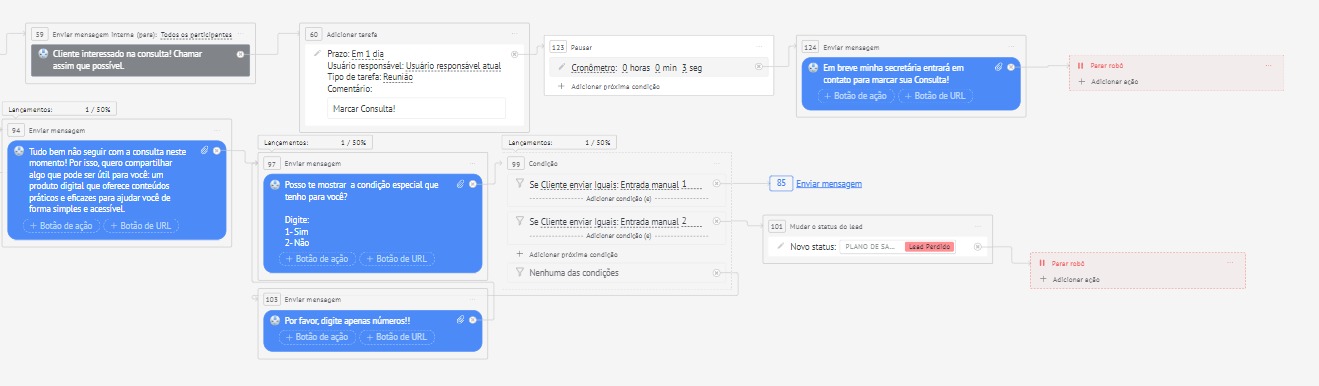 59 Enviar mensagem interna (para): Todos os participantes
Cliente interessado na consulta! Chamar
assim que possível.
60 Adicionar tarefa
Prazo: Em 1 dia
Usuário responsável: Usuário responsável atual
Tipo de tarefa: Reunião
Comentário:
Marcar Consulta!
123 Pausar
Cronômetro: 0 horas 0 min 3 seg
+ Adicionar próxima condição
124 Enviar mensagem
Em breve minha secretária entrará em
contato para marcar sua Consulta!
+ Botão de ação + Botão de URL
Parar robô
+ Adicionar ação
Lançamentos: 1 / 50%
94 Enviar mensagem
Tudo bem não seguir com a consulta neste
momento! Por isso, quero compartilhar
algo que pode ser útil para você: um
produto digital que oferece conteúdos
práticos e eficazes para ajudar você de
forma simples e acessível.
+ Botão de ação + Botão de URL
Lançamentos: 1 / 50%
97 Enviar mensagem
Posso te mostrar a condição especial que
tenho para você?
Digite:
1- Sim
2- Não
+ Botão de ação + Botão de URL
Lançamentos: 1 / 50%
99 Condição
Se Cliente enviar Iguais: Entrada manual 1
Adicionar condição (e)
Se Cliente enviar Iguais: Entrada manual 2
Adicionar condição (e)
+ Adicionar próxima condição
Nenhuma das condições
85 Enviar mensagem
101 Mudar o status do lead
Novo status: PLANO DE SA... Lead Perdido
Parar robô
+ Adicionar ação
103 Enviar mensagem
Por favor, digite apenas números!!
+ Botão de ação + Botão de URL